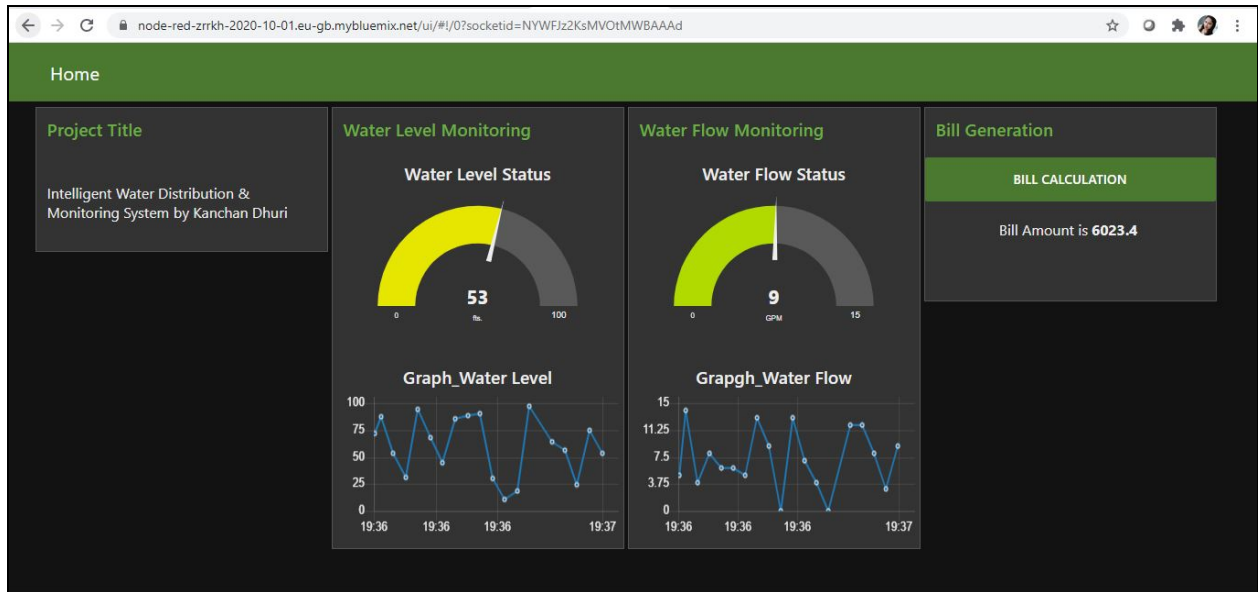 node-red-zrrkh-2020-10-01.eu-gb.mybluemix.net/ui/#!/0?socketid=NYWFJz2KsMVOtMWBAAAd
Home
Project Title
Intelligent Water Distribution &
Monitoring System by Kanchan Dhuri
Water Level Monitoring
Water Level Status
53
0
fts.
100
Graph_Water Level
100
75
50
25
0
19:36
19:36
19:36
19:37
Water Flow Monitoring
Water Flow Status
9
0
GPM
15
Grapgh_Water Flow
15
11.25
7.5
3.75
0
19:36
19:36
19:36
19:37
Bill Generation
BILL CALCULATION
Bill Amount is 6023.4